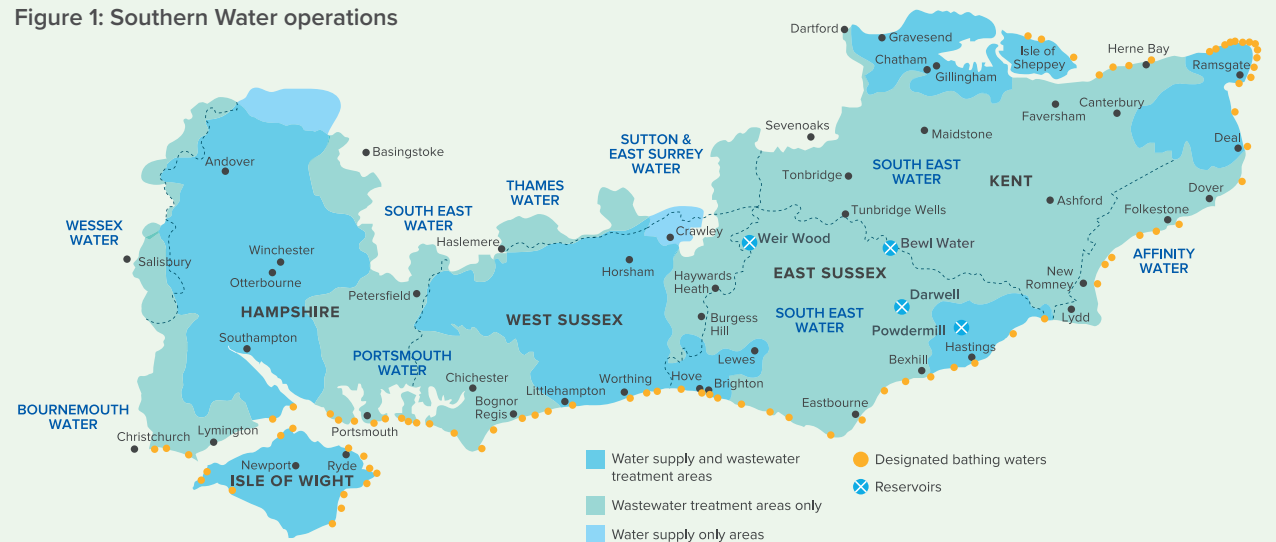 Figure 1: Southern Water operations
Dartford
Gravesend
Chatham
Gillingham
Isle of
Sheppey
Herne Bay
Ramsgate
Canterbury
Faversham
Deal
Sevenoaks
Maidstone
SUTTON &
EAST SURREY
WATER
Basingstoke
Andover
SOUTH EAST
WATER
KENT
Tonbridge
THAMES
WATER
Dover
Ashford
Folkestone
SOUTH EAST
WATER
Tunbridge Wells
WESSEX
WATER
Haslemere
Crawley
Weir Wood
Bewl Water
AFFINITY
WATER
Winchester
Salisbury
Otterbourne
Horsham
Haywards
Heath
EAST SUSSEX
New
Romney
Petersfield
Darwell
HAMPSHIRE
WEST SUSSEX
Burgess
Hill
SOUTH EAST
WATER
Powdermill
Lydd
Southampton
PORTSMOUTH
WATER
Lewes
Hastings
Bexhill
Chichester
Littlehampton
Worthing
Hove
Brighton
Bognor
Regis
Eastbourne
BOURNEMOUTH
WATER
Christchurch
Lymington
Portsmouth
Newport
Ryde
ISLE OF WIGHT
Water supply and wastewater
treatment areas
Wastewater treatment areas only
Water supply only areas
Designated bathing waters
Reservoirs